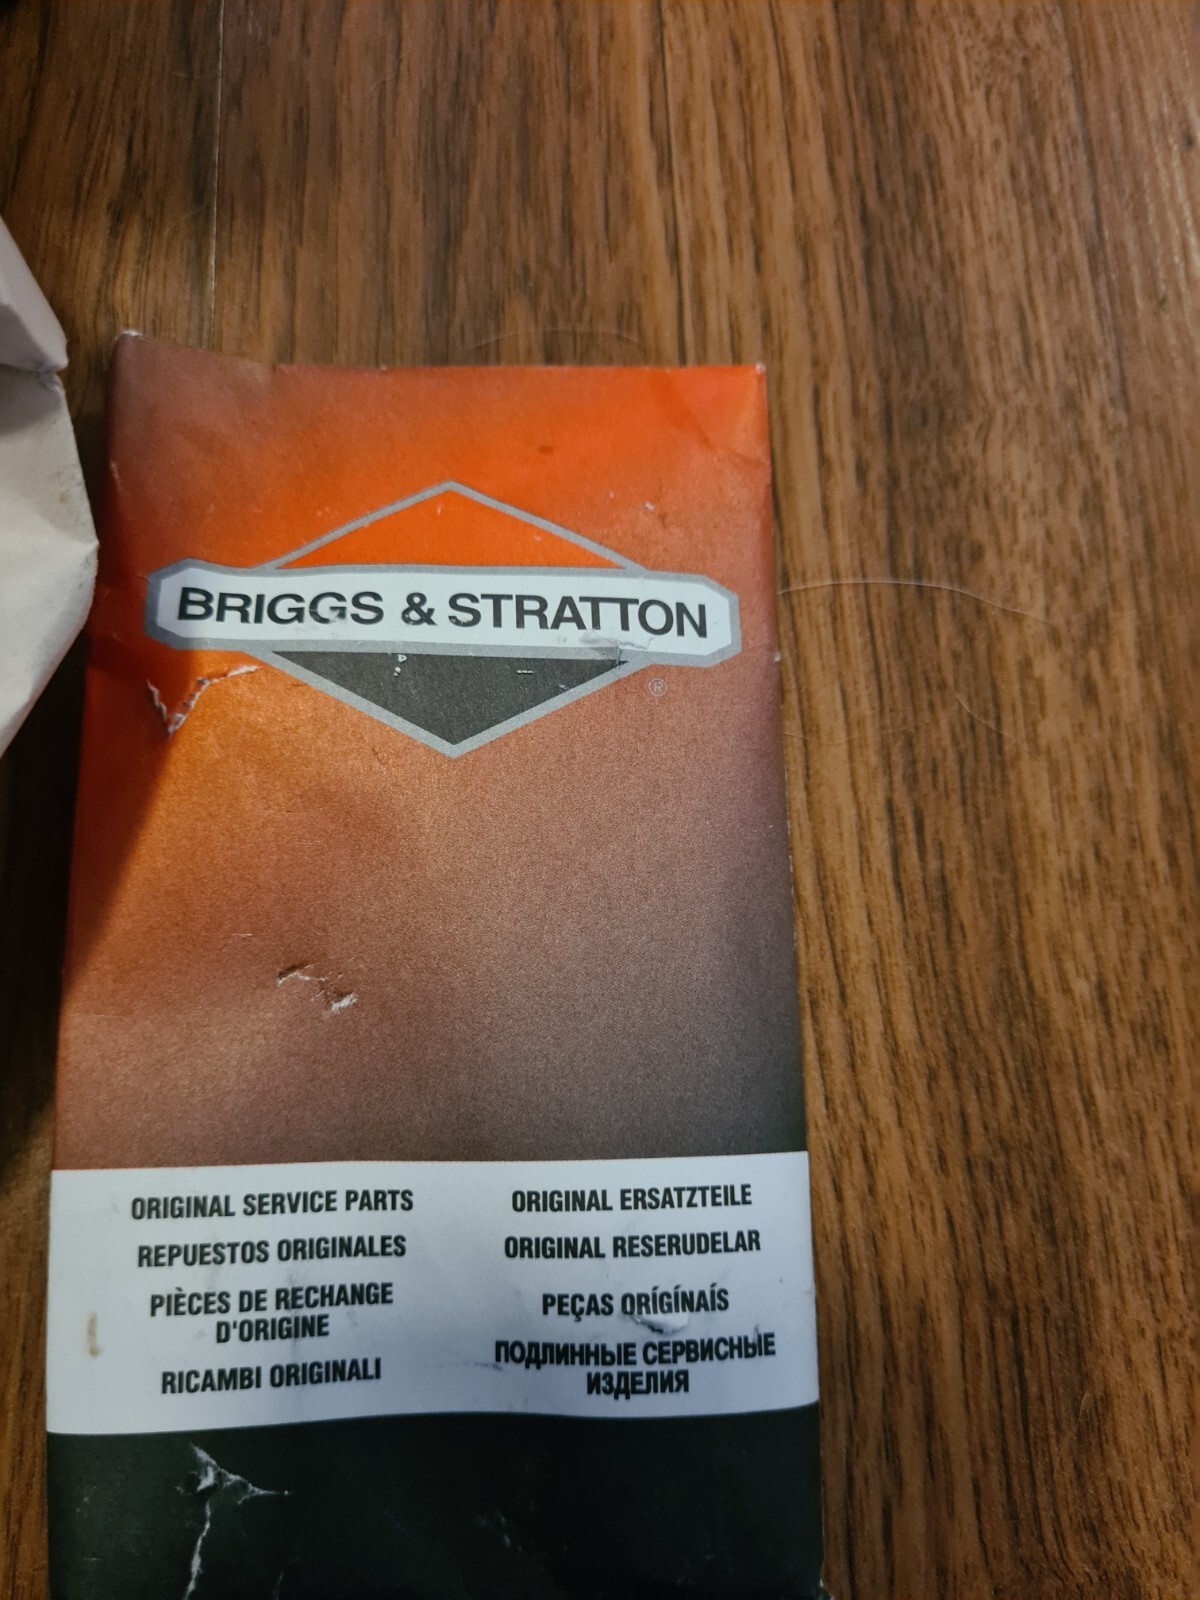 BRIGGS & STRATTON
®
ORIGINAL SERVICE PARTS
REPUESTOS ORIGINALES
PIÈCES DE RECHANGE
D'ORIGINE
RICAMBI ORIGINALI
ORIGINAL ERSATZTEILE
ORIGINAL RESERUDELAR
PEÇAS ORÍGÍNAÍS
ПОДЛИННЫЕ СЕРВИСНЫЕ
ИЗДЕЛИЯ